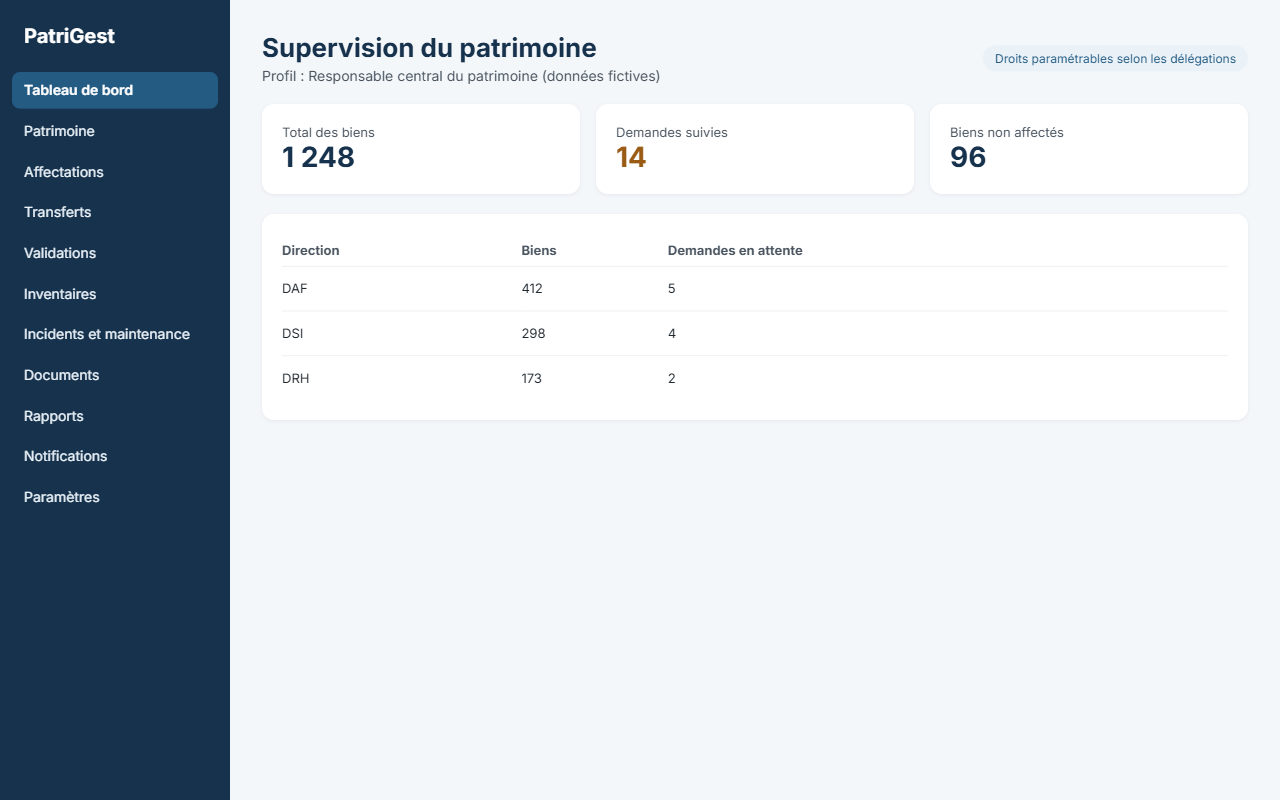 PatriGest
Tableau de bord
Patrimoine
Affectations
Transferts
Validations
Inventaires
Incidents et maintenance
Documents
Rapports
Notifications
Paramètres
Supervision du patrimoine
Profil : Responsable central du patrimoine (données fictives)
Droits paramétrables selon les délégations
Total des biens
1 248
Demandes suivies
14
Biens non affectés
96
Direction Biens Demandes en attente
DAF 412 5
DSI 298 4
DRH 173 2